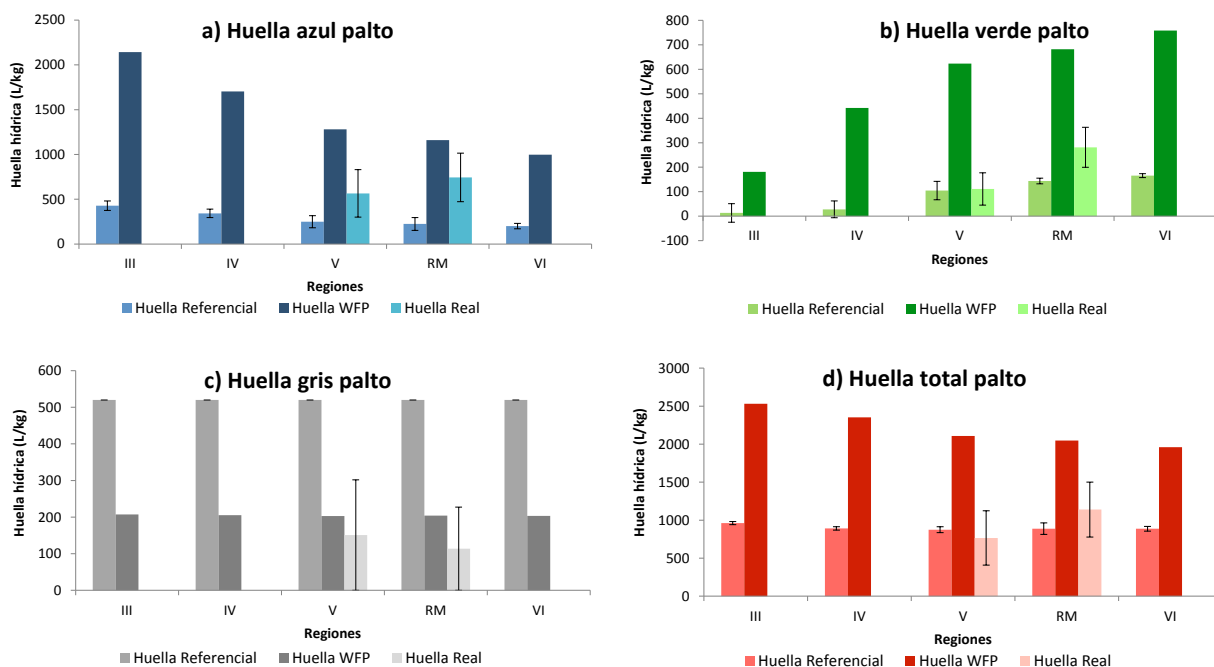 a) Huella azul palto
Huella hídrica (L/kg)
2500
2000
1500
1000
500
0
III IV V RM VI
Regiones
Huella Referencial Huella WFP Huella Real
b) Huella verde palto
Huella hídrica (L/kg)
800
700
600
500
400
300
200
100
0
-100
III IV V RM VI
Regiones
Huella Referencial Huella WFP Huella Real
c) Huella gris palto
Huella hídrica (L/kg)
600
500
400
300
200
100
0
III IV V RM VI
Regiones
Huella Referencial Huella WFP Huella Real
d) Huella total palto
Huella hídrica (L/kg)
3000
2500
2000
1500
1000
500
0
III IV V RM VI
Regiones
Huella Referencial Huella WFP Huella Real